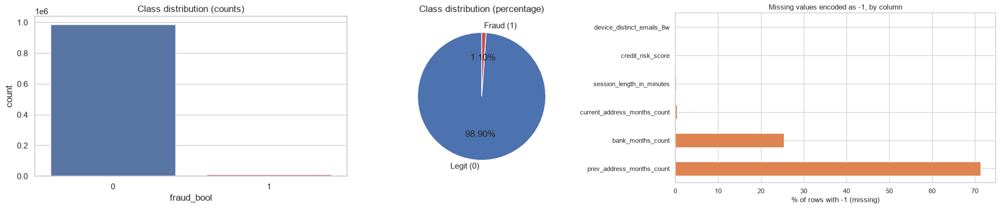 Class distribution (counts)
1e6
1.0
0.8
0.6
0.4
0.2
0.0
count
0 1
fraud_bool
Class distribution (percentage)
Fraud (1)
1.10%
98.90%
Legit (0)
Missing values encoded as -1, by column
device_distinct_emails_8w
credit_risk_score
session_length_in_minutes
current_address_months_count
bank_months_count
prev_address_months_count
0 10 20 30 40 50 60 70
% of rows with -1 (missing)